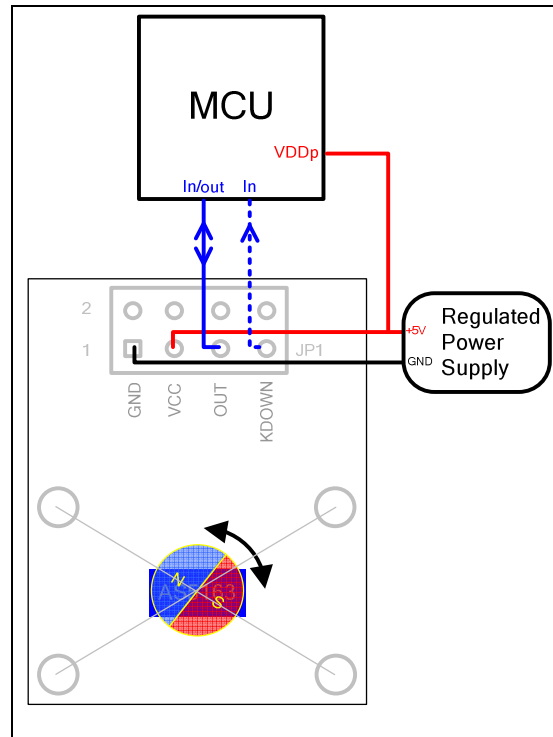 MCU
VDDp
In/out In
2
1
JP1
+5V
GND
Regulated
Power
Supply
GND
VCC
OUT
KDOWN
N
S